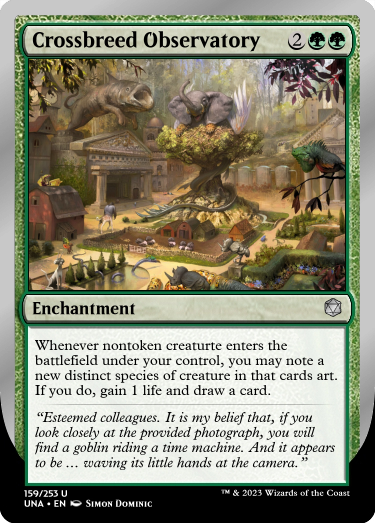 Crossbreed Observatory 2
Enchantment
Whenever nontoken creaturte enters the
battlefield under your control, you may note a
new distinct species of creature in that cards art.
If you do, gain 1 life and draw a card.
“Esteemed colleagues. It is my belief that, if you
look closely at the provided photograph, you will
find a goblin riding a time machine. And it appears
to be … waving its little hands at the camera.”
159/253 U
UNA • EN SIMON DOMINIC
™ & 2023 Wizards of the Coast